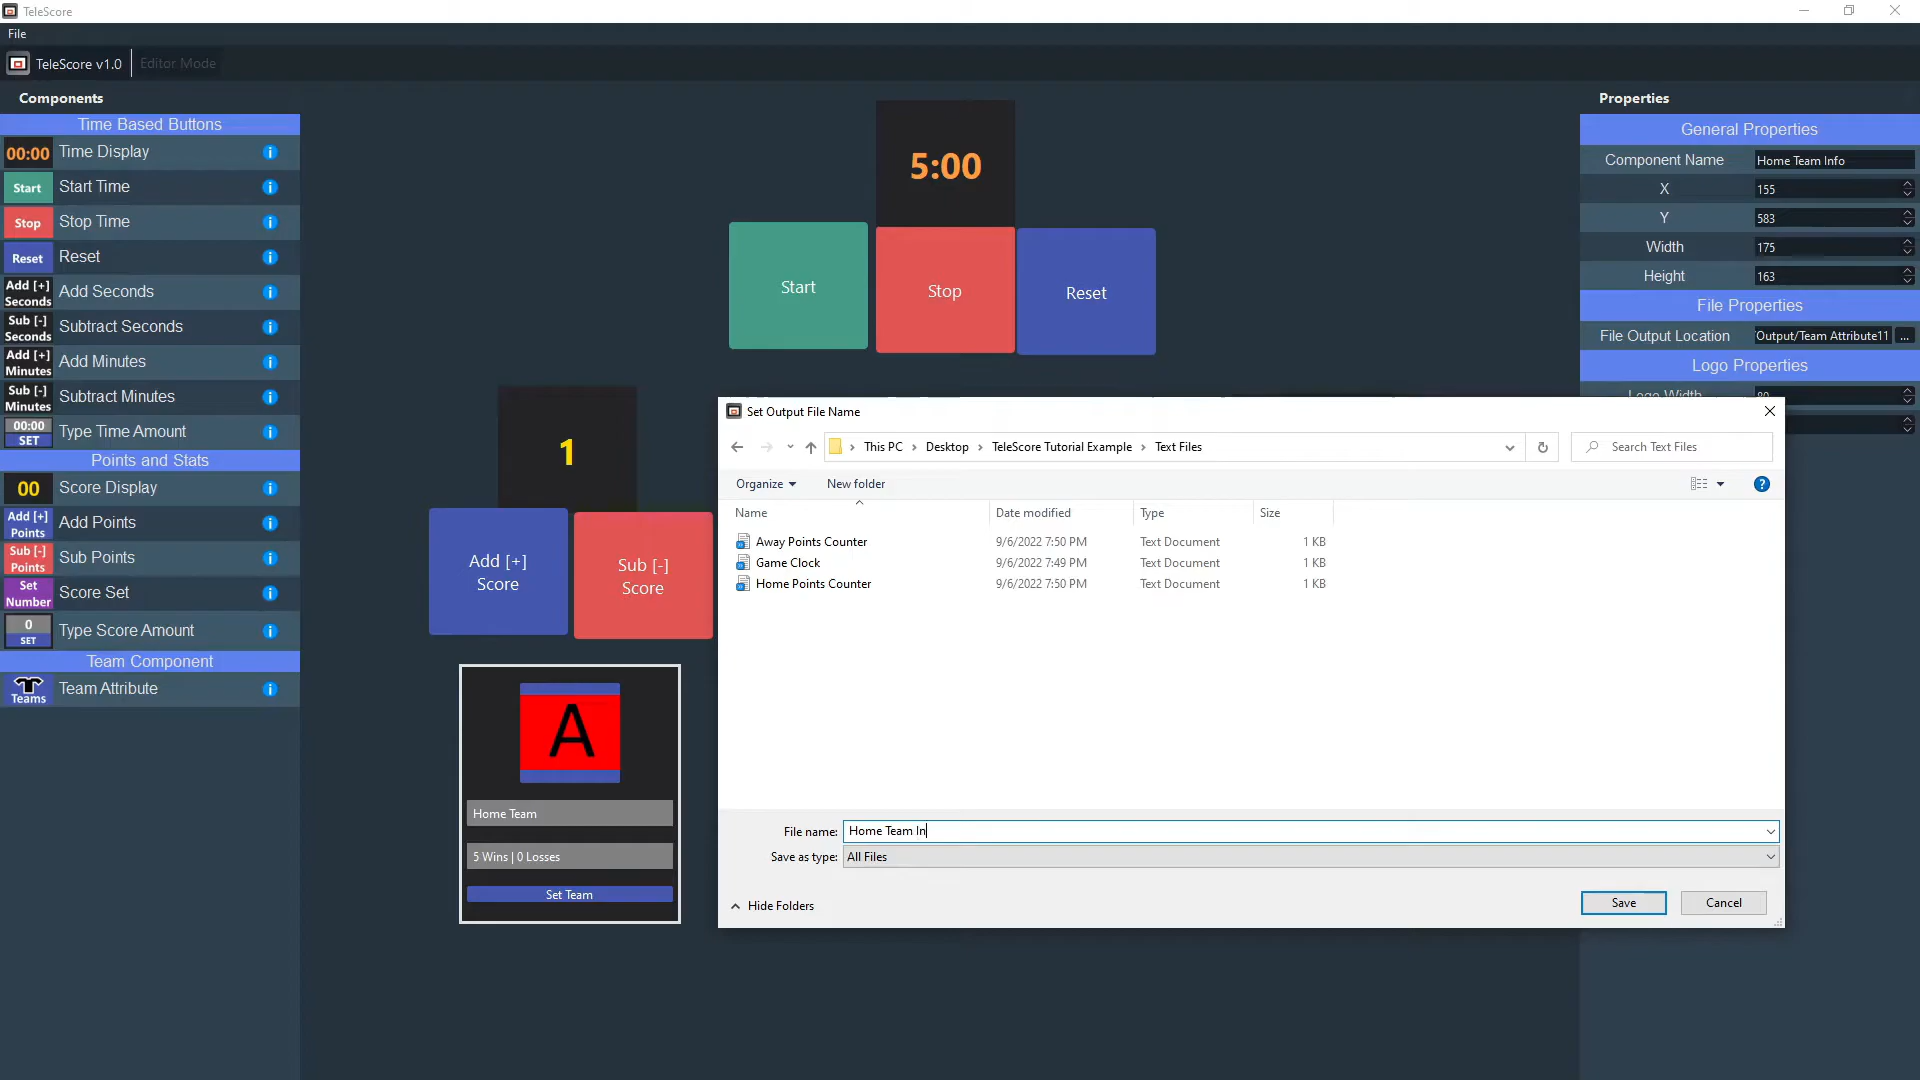 TeleScore
File
TeleScore v1.0
Editor Mode
Components
Time Based Buttons
00:00 Time Display
Start Start Time
Stop Stop Time
Reset Reset
Add [+] Seconds Add Seconds
Sub [-] Seconds Subtract Seconds
Add [+] Minutes Add Minutes
Sub [-] Minutes Subtract Minutes
00:00 SET Type Time Amount
Points and Stats
00 Score Display
Add [+] Points Add Points
Sub [-] Points Sub Points
Set Number Score Set
0 SET Type Score Amount
Team Component
Teams Team Attribute
5:00
Start
Stop
Reset
1
Add [+]
Score
Sub [-]
Score
A
Home Team
5 Wins | 0 Losses
Set Team
Properties
General Properties
Component Name Home Team Info
X 155
Y 583
Width 175
Height 163
File Properties
File Output Location Output/Team Attribute11 ...
Logo Properties
Logo Width 80
Set Output File Name
This PC > Desktop > TeleScore Tutorial Example > Text Files
Search Text Files
Organize New folder
Name Date modified Type Size
Away Points Counter 9/6/2022 7:50 PM Text Document 1 KB
Game Clock 9/6/2022 7:49 PM Text Document 1 KB
Home Points Counter 9/6/2022 7:50 PM Text Document 1 KB
File name: Home Team In
Save as type: All Files
Hide Folders
Save
Cancel